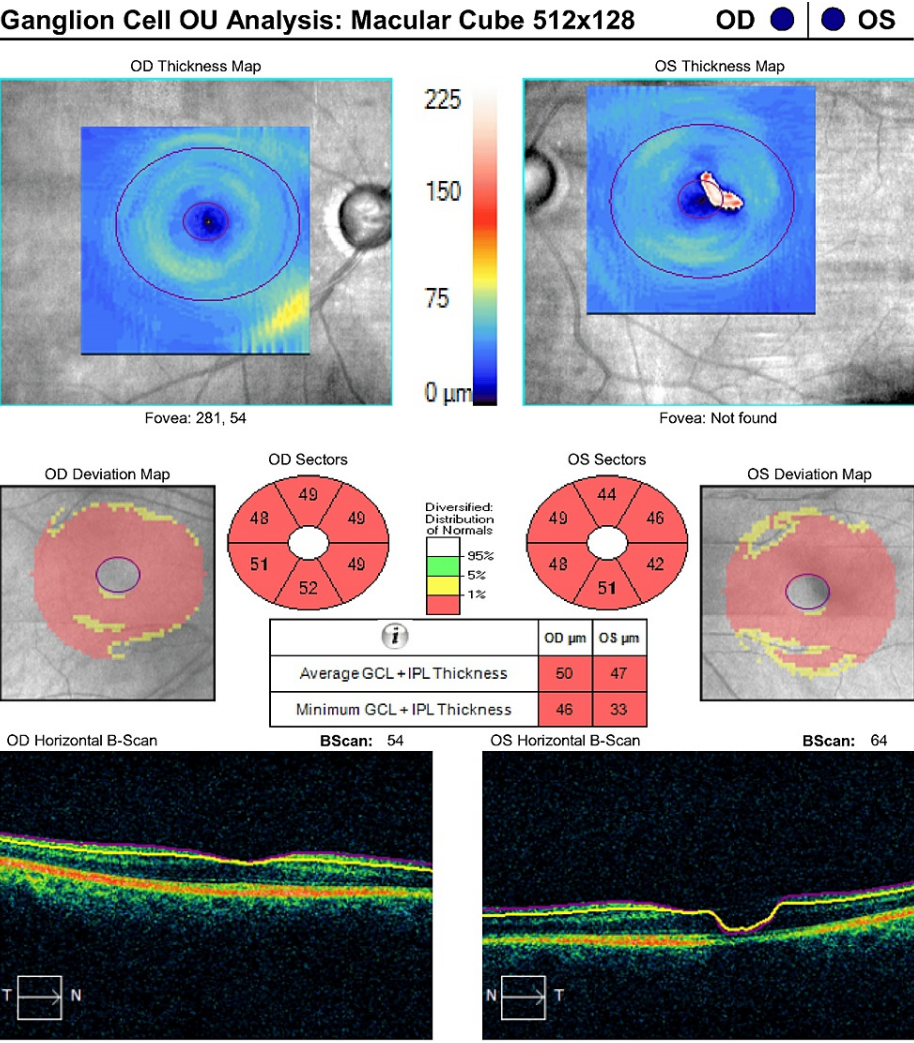 Ganglion Cell OU Analysis: Macular Cube 512x128 OD OS
OD Thickness Map
OS Thickness Map
225
150
75
0 µm
Fovea: 281, 54
Fovea: Not found
OD Deviation Map
OD Sectors
49
48
49
51
49
52
Diversified:
Distribution
of Normals
95%
5%
1%
OS Sectors
44
49
46
48
42
51
OS Deviation Map
i OD µm OS µm
Average GCL + IPL Thickness 50 47
Minimum GCL + IPL Thickness 46 33
OD Horizontal B-Scan BScan: 54
OS Horizontal B-Scan BScan: 64
T N
N T